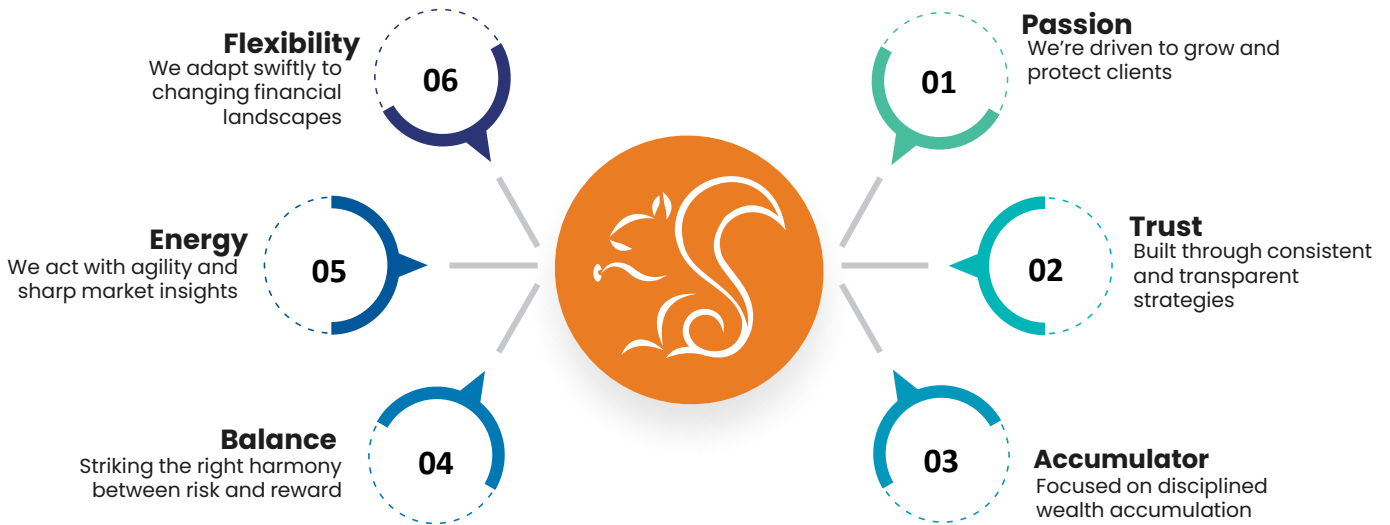 01
Passion
We’re driven to grow and
protect clients
02
Trust
Built through consistent
and transparent
strategies
03
Accumulator
Focused on disciplined
wealth accumulation
04
Balance
Striking the right harmony
between risk and reward
05
Energy
We act with agility and
sharp market insights
06
Flexibility
We adapt swiftly to
changing financial
landscapes